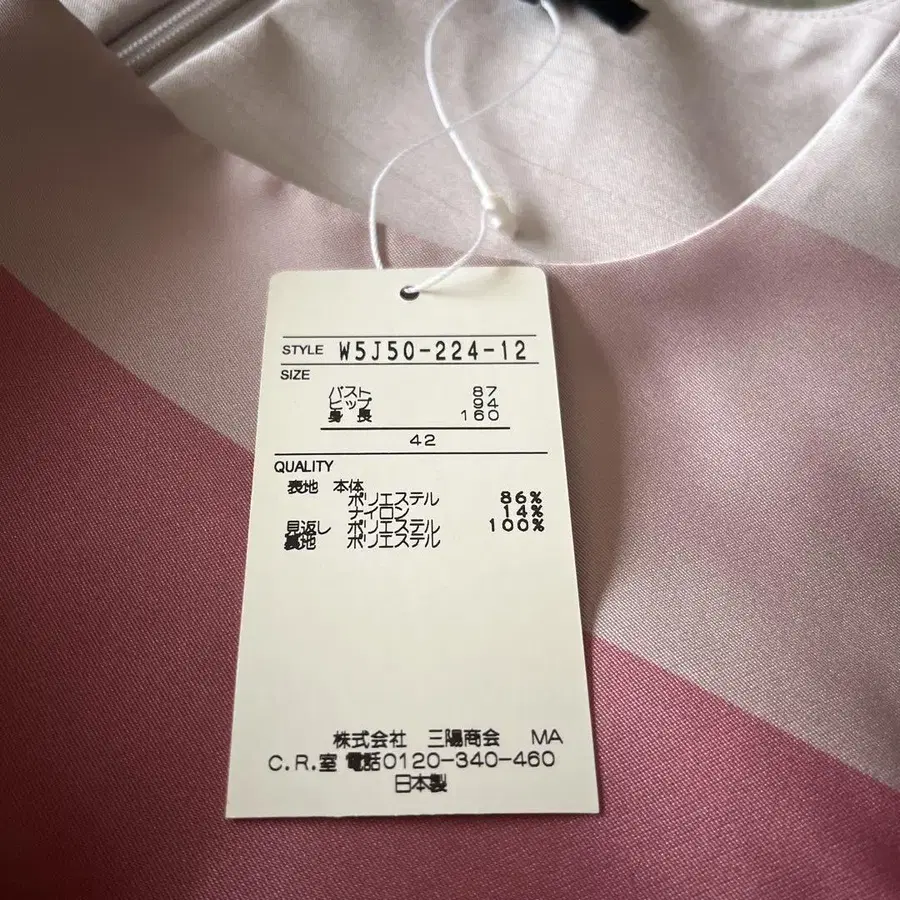 STYLE W5J50-224-12
SIZE
バスト 87
ヒップ 94
身長 160
42
QUALITY
表地 本体
ポリエステル 86%
ナイロン 14%
見返し ポリエステル 100%
裏地 ポリエステル
株式会社 三陽商会 MA
C.R.室 電話0120-340-460
日本製